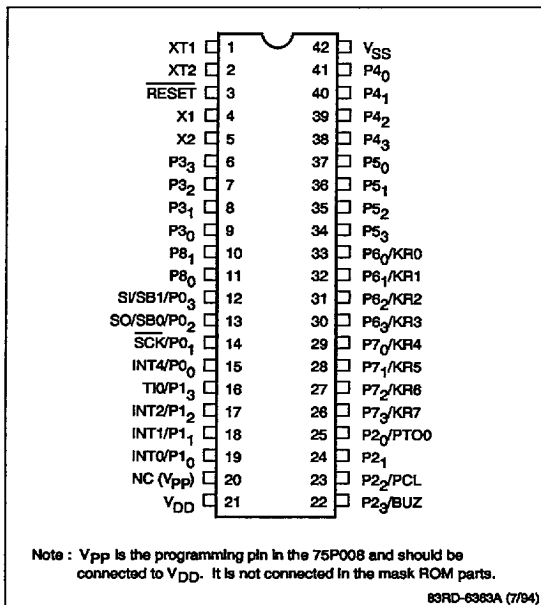 XT1 1 42 VSS
XT2 2 41 P40
RESET 3 40 P41
X1 4 39 P42
X2 5 38 P43
P33 6 37 P50
P32 7 36 P51
P31 8 35 P52
P30 9 34 P53
P81 10 33 P60/KR0
P80 11 32 P61/KR1
SI/SB1/P03 12 31 P62/KR2
SO/SB0/P02 13 30 P63/KR3
SCK/P01 14 29 P70/KR4
INT4/P00 15 28 P71/KR5
TI0/P13 16 27 P72/KR6
INT2/P12 17 26 P73/KR7
INT1/P11 18 25 P20/PTO0
INT0/P10 19 24 P21
NC (VPP) 20 23 P22/PCL
VDD 21 22 P23/BUZ
Note : VPP is the programming pin in the 75P008 and should be
connected to VDD. It is not connected in the mask ROM parts.
83RD-6363A (7/94)